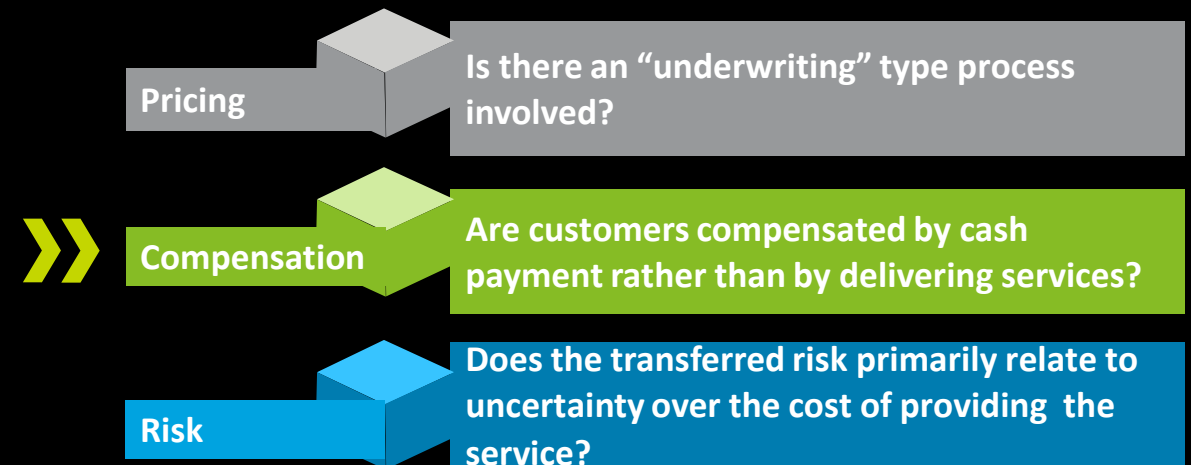 Pricing
Is there an “underwriting” type process
involved?
Compensation
Are customers compensated by cash
payment rather than by delivering services?
Risk
Does the transferred risk primarily relate to
uncertainty over the cost of providing the
service?